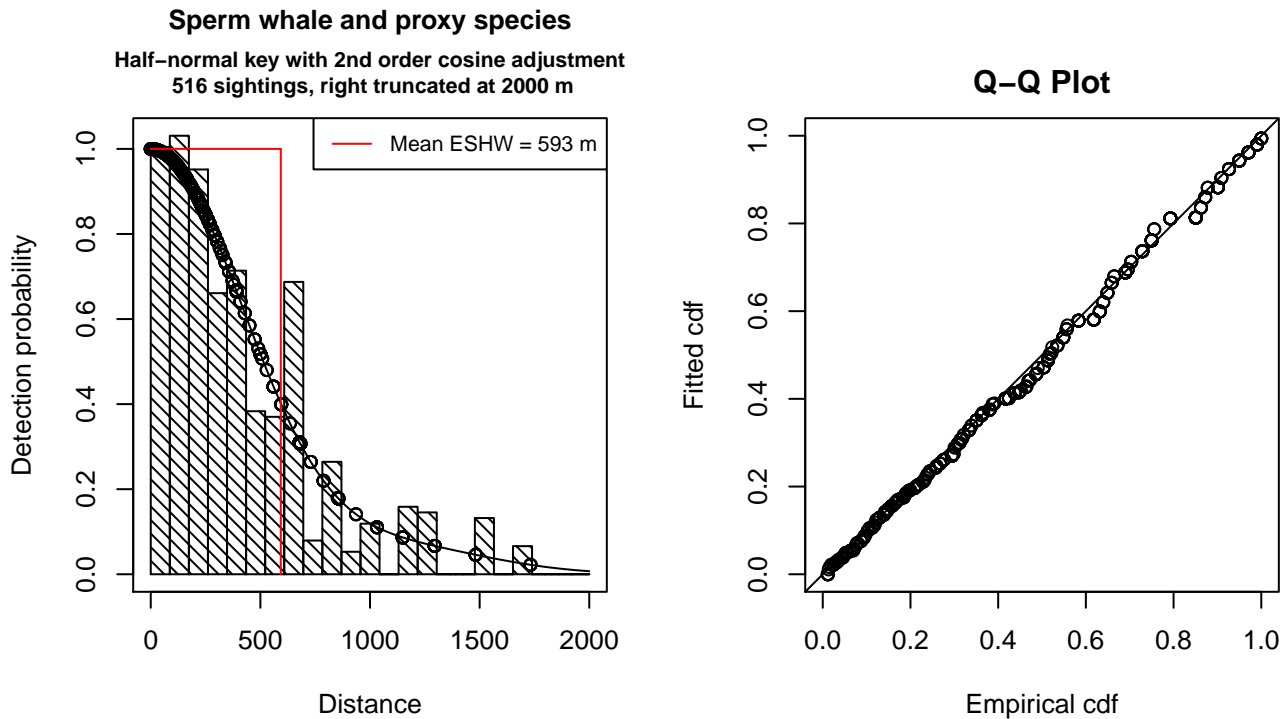 Sperm whale and proxy species
Half−normal key with 2nd order cosine adjustment
516 sightings, right truncated at 2000 m
Mean ESHW = 593 m
Detection probability
0.0 0.2 0.4 0.6 0.8 1.0
0 500 1000 1500 2000
Distance
Q−Q Plot
Fitted cdf
0.0 0.2 0.4 0.6 0.8 1.0
0.0 0.2 0.4 0.6 0.8 1.0
Empirical cdf